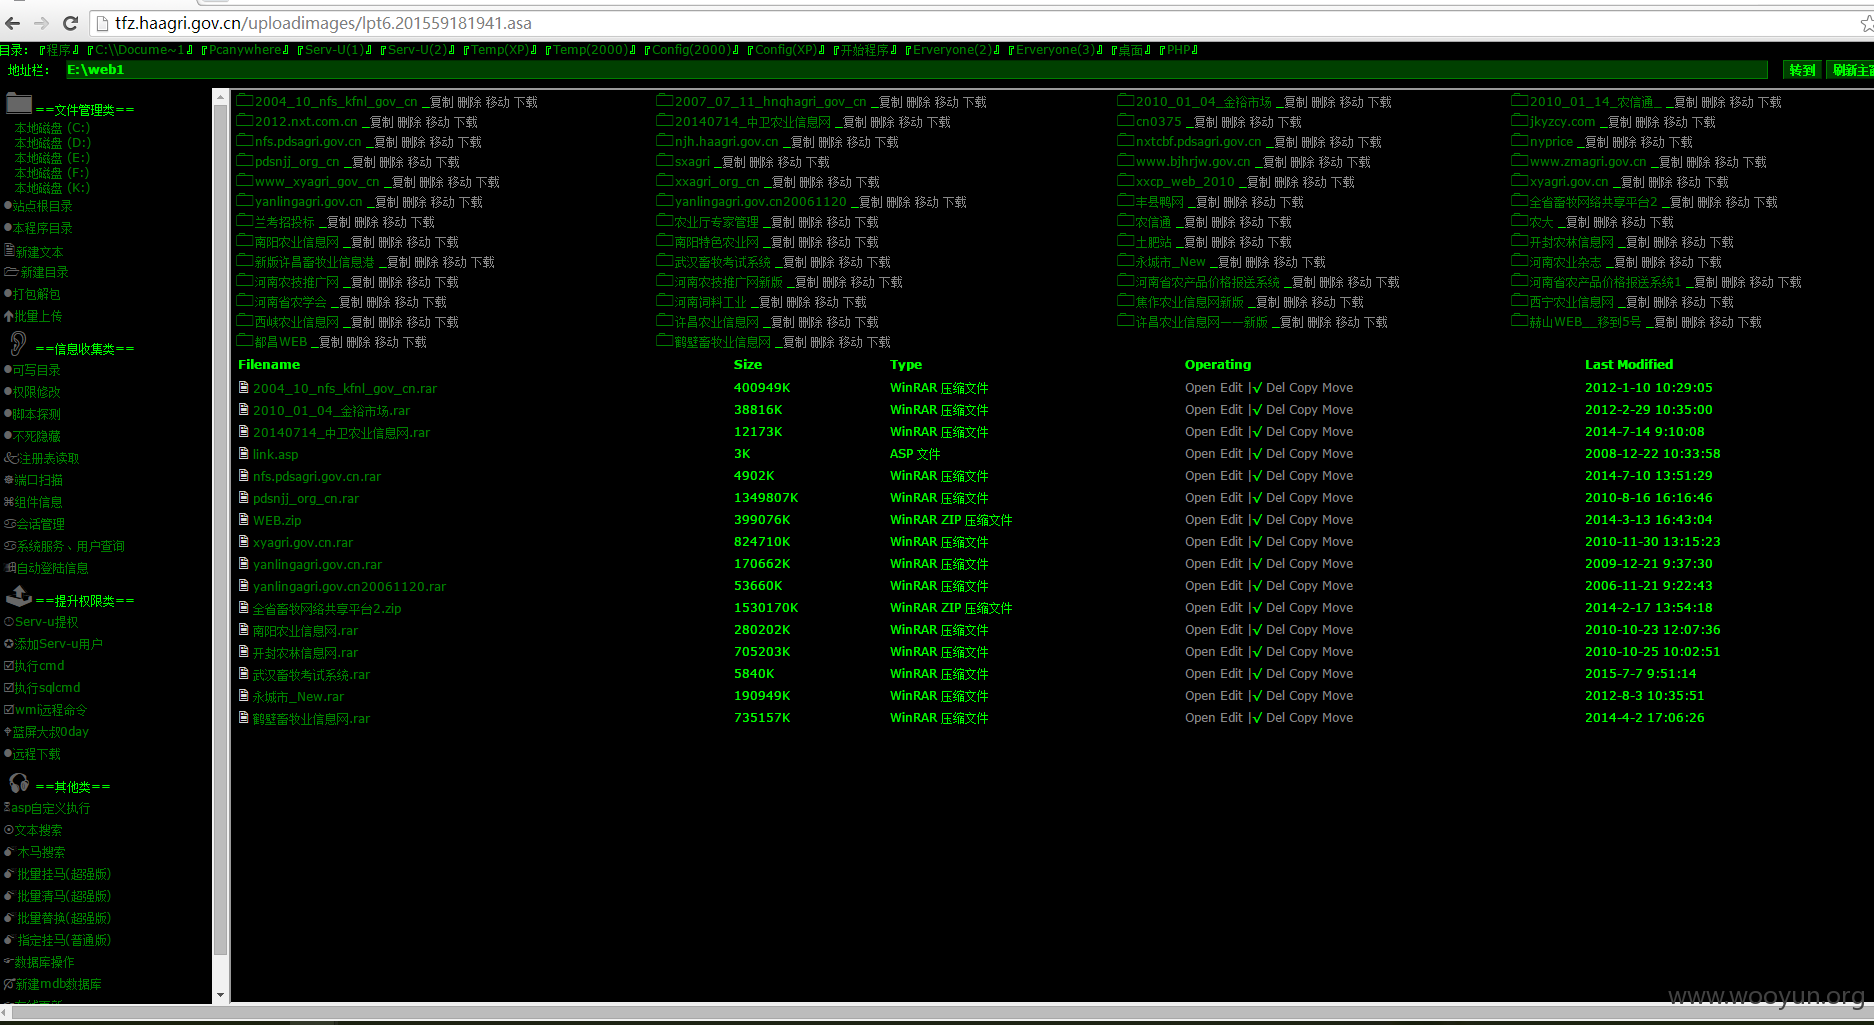 tfz.haagri.gov.cn/uploadimages/lpt6.201559181941.asa
目录: 『程序』 『C:\\Docume~1』 『Pcanywhere』 『Serv-U(1)』 『Serv-U(2)』 『Temp(XP)』 『Temp(2000)』 『Config(2000)』 『Config(XP)』 『开始程序』 『Erveryone(2)』 『Erveryone(3)』 『桌面』 『PHP』
地址栏: E:\web1 转到 刷新主窗
==文件管理类==
本地磁盘 (C:)
本地磁盘 (D:)
本地磁盘 (E:)
本地磁盘 (F:)
本地磁盘 (K:)
站点根目录
本程序目录
新建文本
新建目录
打包解包
批量上传
==信息收集类==
可写目录
权限修改
脚本探测
不死隐藏
注册表读取
端口扫描
组件信息
会话管理
系统服务、用户查询
自动登陆信息
==提升权限类==
Serv-u提权
添加Serv-u用户
执行cmd
执行sqlcmd
wmi远程命令
蓝屏大叔0day
远程下载
==其他类==
asp自定义执行
文本搜索
木马搜索
批量挂马(超强版)
批量清马(超强版)
批量替换(超强版)
指定挂马(普通版)
数据库操作
新建mdb数据库
2004_10_nfs_kfnl_gov_cn _复制 删除 移动 下载 2007_07_11_hnqhagri_gov_cn _复制 删除 移动 下载 2010_01_04_金裕市场 _复制 删除 移动 下载 2010_01_14_农信通_ _复制 删除 移动 下载
2012.nxt.com.cn _复制 删除 移动 下载 20140714_中卫农业信息网 _复制 删除 移动 下载 cn0375 _复制 删除 移动 下载 jkyzcy.com _复制 删除 移动 下载
nfs.pdsagri.gov.cn _复制 删除 移动 下载 njh.haagri.gov.cn _复制 删除 移动 下载 nxtcbf.pdsagri.gov.cn _复制 删除 移动 下载 nyprice _复制 删除 移动 下载
pdsnjj_org_cn _复制 删除 移动 下载 sxagri _复制 删除 移动 下载 www.bjhrjw.gov.cn _复制 删除 移动 下载 www.zmagri.gov.cn _复制 删除 移动 下载
www_xyagri_gov_cn _复制 删除 移动 下载 xxagri_org_cn _复制 删除 移动 下载 xxcp_web_2010 _复制 删除 移动 下载 xyagri.gov.cn _复制 删除 移动 下载
yanlingagri.gov.cn _复制 删除 移动 下载 yanlingagri.gov.cn20061120 _复制 删除 移动 下载 丰县鸭网 _复制 删除 移动 下载 全省畜牧网络共享平台2 _复制 删除 移动 下载
兰考招投标 _复制 删除 移动 下载 农业厅专家管理 _复制 删除 移动 下载 农信通 _复制 删除 移动 下载 农大 _复制 删除 移动 下载
南阳农业信息网 _复制 删除 移动 下载 南阳特色农业网 _复制 删除 移动 下载 土肥站 _复制 删除 移动 下载 开封农林信息网 _复制 删除 移动 下载
新版许昌畜牧业信息港 _复制 删除 移动 下载 武汉畜牧考试系统 _复制 删除 移动 下载 永城市_New _复制 删除 移动 下载 河南农业杂志 _复制 删除 移动 下载
河南农技推广网 _复制 删除 移动 下载 河南农技推广网新版 _复制 删除 移动 下载 河南省农产品价格报送系统 _复制 删除 移动 下载 河南省农产品价格报送系统1 _复制 删除 移动 下载
河南省农学会 _复制 删除 移动 下载 河南饲料工业 _复制 删除 移动 下载 焦作农业信息网新版 _复制 删除 移动 下载 西宁农业信息网 _复制 删除 移动 下载
西峡农业信息网 _复制 删除 移动 下载 许昌农业信息网 _复制 删除 移动 下载 许昌农业信息网——新版 _复制 删除 移动 下载 赫山WEB__移到5号 _复制 删除 移动 下载
都昌WEB _复制 删除 移动 下载 鹤壁畜牧业信息网 _复制 删除 移动 下载
Filename Size Type Operating Last Modified
2004_10_nfs_kfnl_gov_cn.rar 400949K WinRAR 压缩文件 Open Edit |√ Del Copy Move 2012-1-10 10:29:05
2010_01_04_金裕市场.rar 38816K WinRAR 压缩文件 Open Edit |√ Del Copy Move 2012-2-29 10:35:00
20140714_中卫农业信息网.rar 12173K WinRAR 压缩文件 Open Edit |√ Del Copy Move 2014-7-14 9:10:08
link.asp 3K ASP 文件 Open Edit |√ Del Copy Move 2008-12-22 10:33:58
nfs.pdsagri.gov.cn.rar 4902K WinRAR 压缩文件 Open Edit |√ Del Copy Move 2014-7-10 13:51:29
pdsnjj_org_cn.rar 1349807K WinRAR 压缩文件 Open Edit |√ Del Copy Move 2010-8-16 16:16:46
WEB.zip 399076K WinRAR ZIP 压缩文件 Open Edit |√ Del Copy Move 2014-3-13 16:43:04
xyagri.gov.cn.rar 824710K WinRAR 压缩文件 Open Edit |√ Del Copy Move 2010-11-30 13:15:23
yanlingagri.gov.cn.rar 170662K WinRAR 压缩文件 Open Edit |√ Del Copy Move 2009-12-21 9:37:30
yanlingagri.gov.cn20061120.rar 53660K WinRAR 压缩文件 Open Edit |√ Del Copy Move 2006-11-21 9:22:43
全省畜牧网络共享平台2.zip 1530170K WinRAR ZIP 压缩文件 Open Edit |√ Del Copy Move 2014-2-17 13:54:18
南阳农业信息网.rar 280202K WinRAR 压缩文件 Open Edit |√ Del Copy Move 2010-10-23 12:07:36
开封农林信息网.rar 705203K WinRAR 压缩文件 Open Edit |√ Del Copy Move 2010-10-25 10:02:51
武汉畜牧考试系统.rar 5840K WinRAR 压缩文件 Open Edit |√ Del Copy Move 2015-7-7 9:51:14
永城市_New.rar 190949K WinRAR 压缩文件 Open Edit |√ Del Copy Move 2012-8-3 10:35:51
鹤壁畜牧业信息网.rar 735157K WinRAR 压缩文件 Open Edit |√ Del Copy Move 2014-4-2 17:06:26
www.wooyun.org